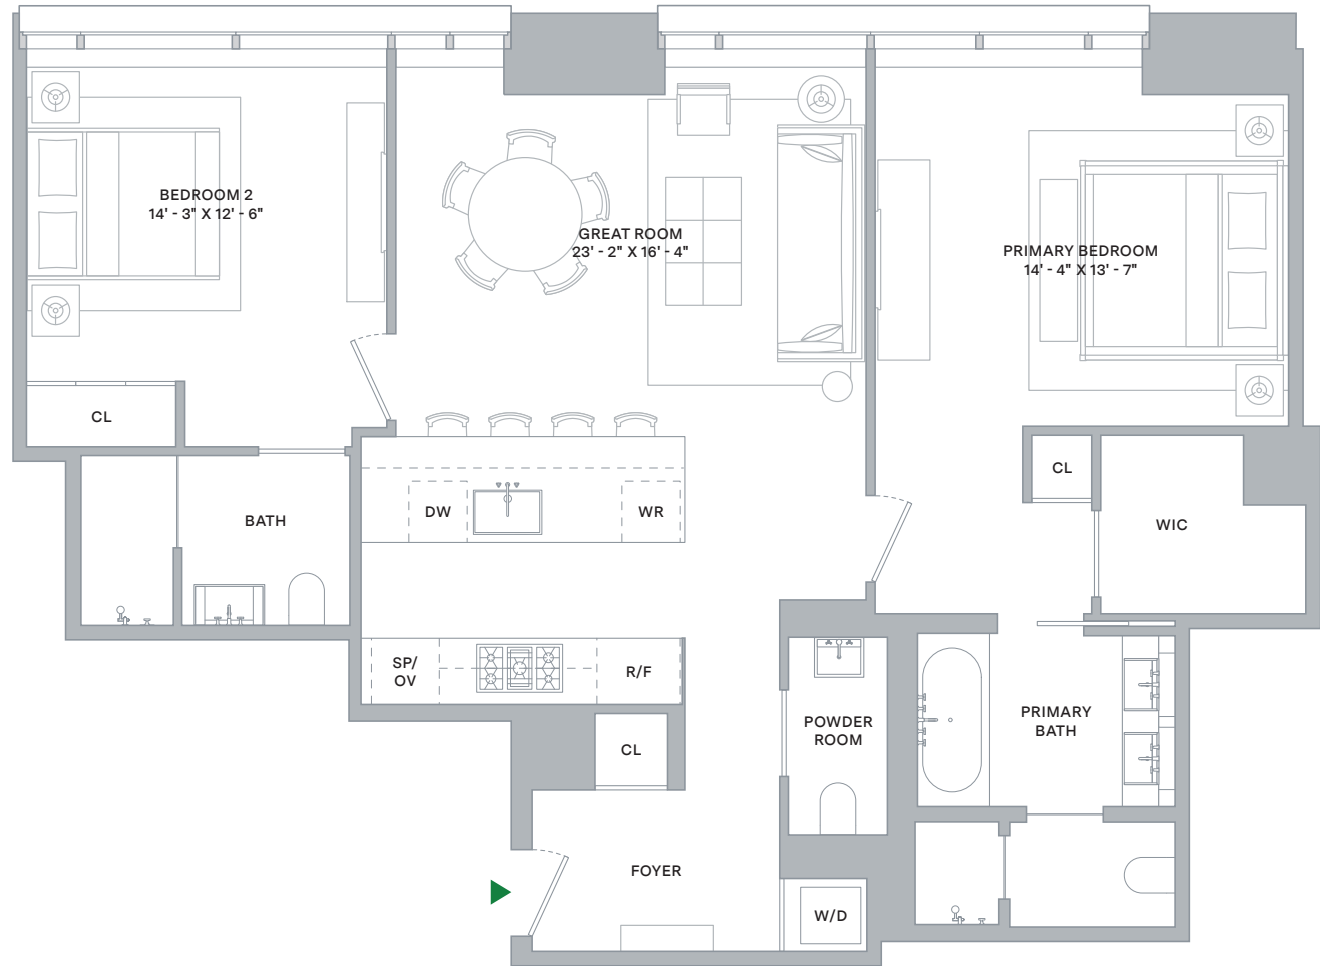 BEDROOM 2
14' - 3" X 12' - 6"
GREAT ROOM
23' - 2" X 16' - 4"
PRIMARY BEDROOM
14' - 4" X 13' - 7"
CL
CL
BATH
DW
WR
WIC
SP/
OV
R/F
POWDER
ROOM
PRIMARY
BATH
CL
FOYER
W/D